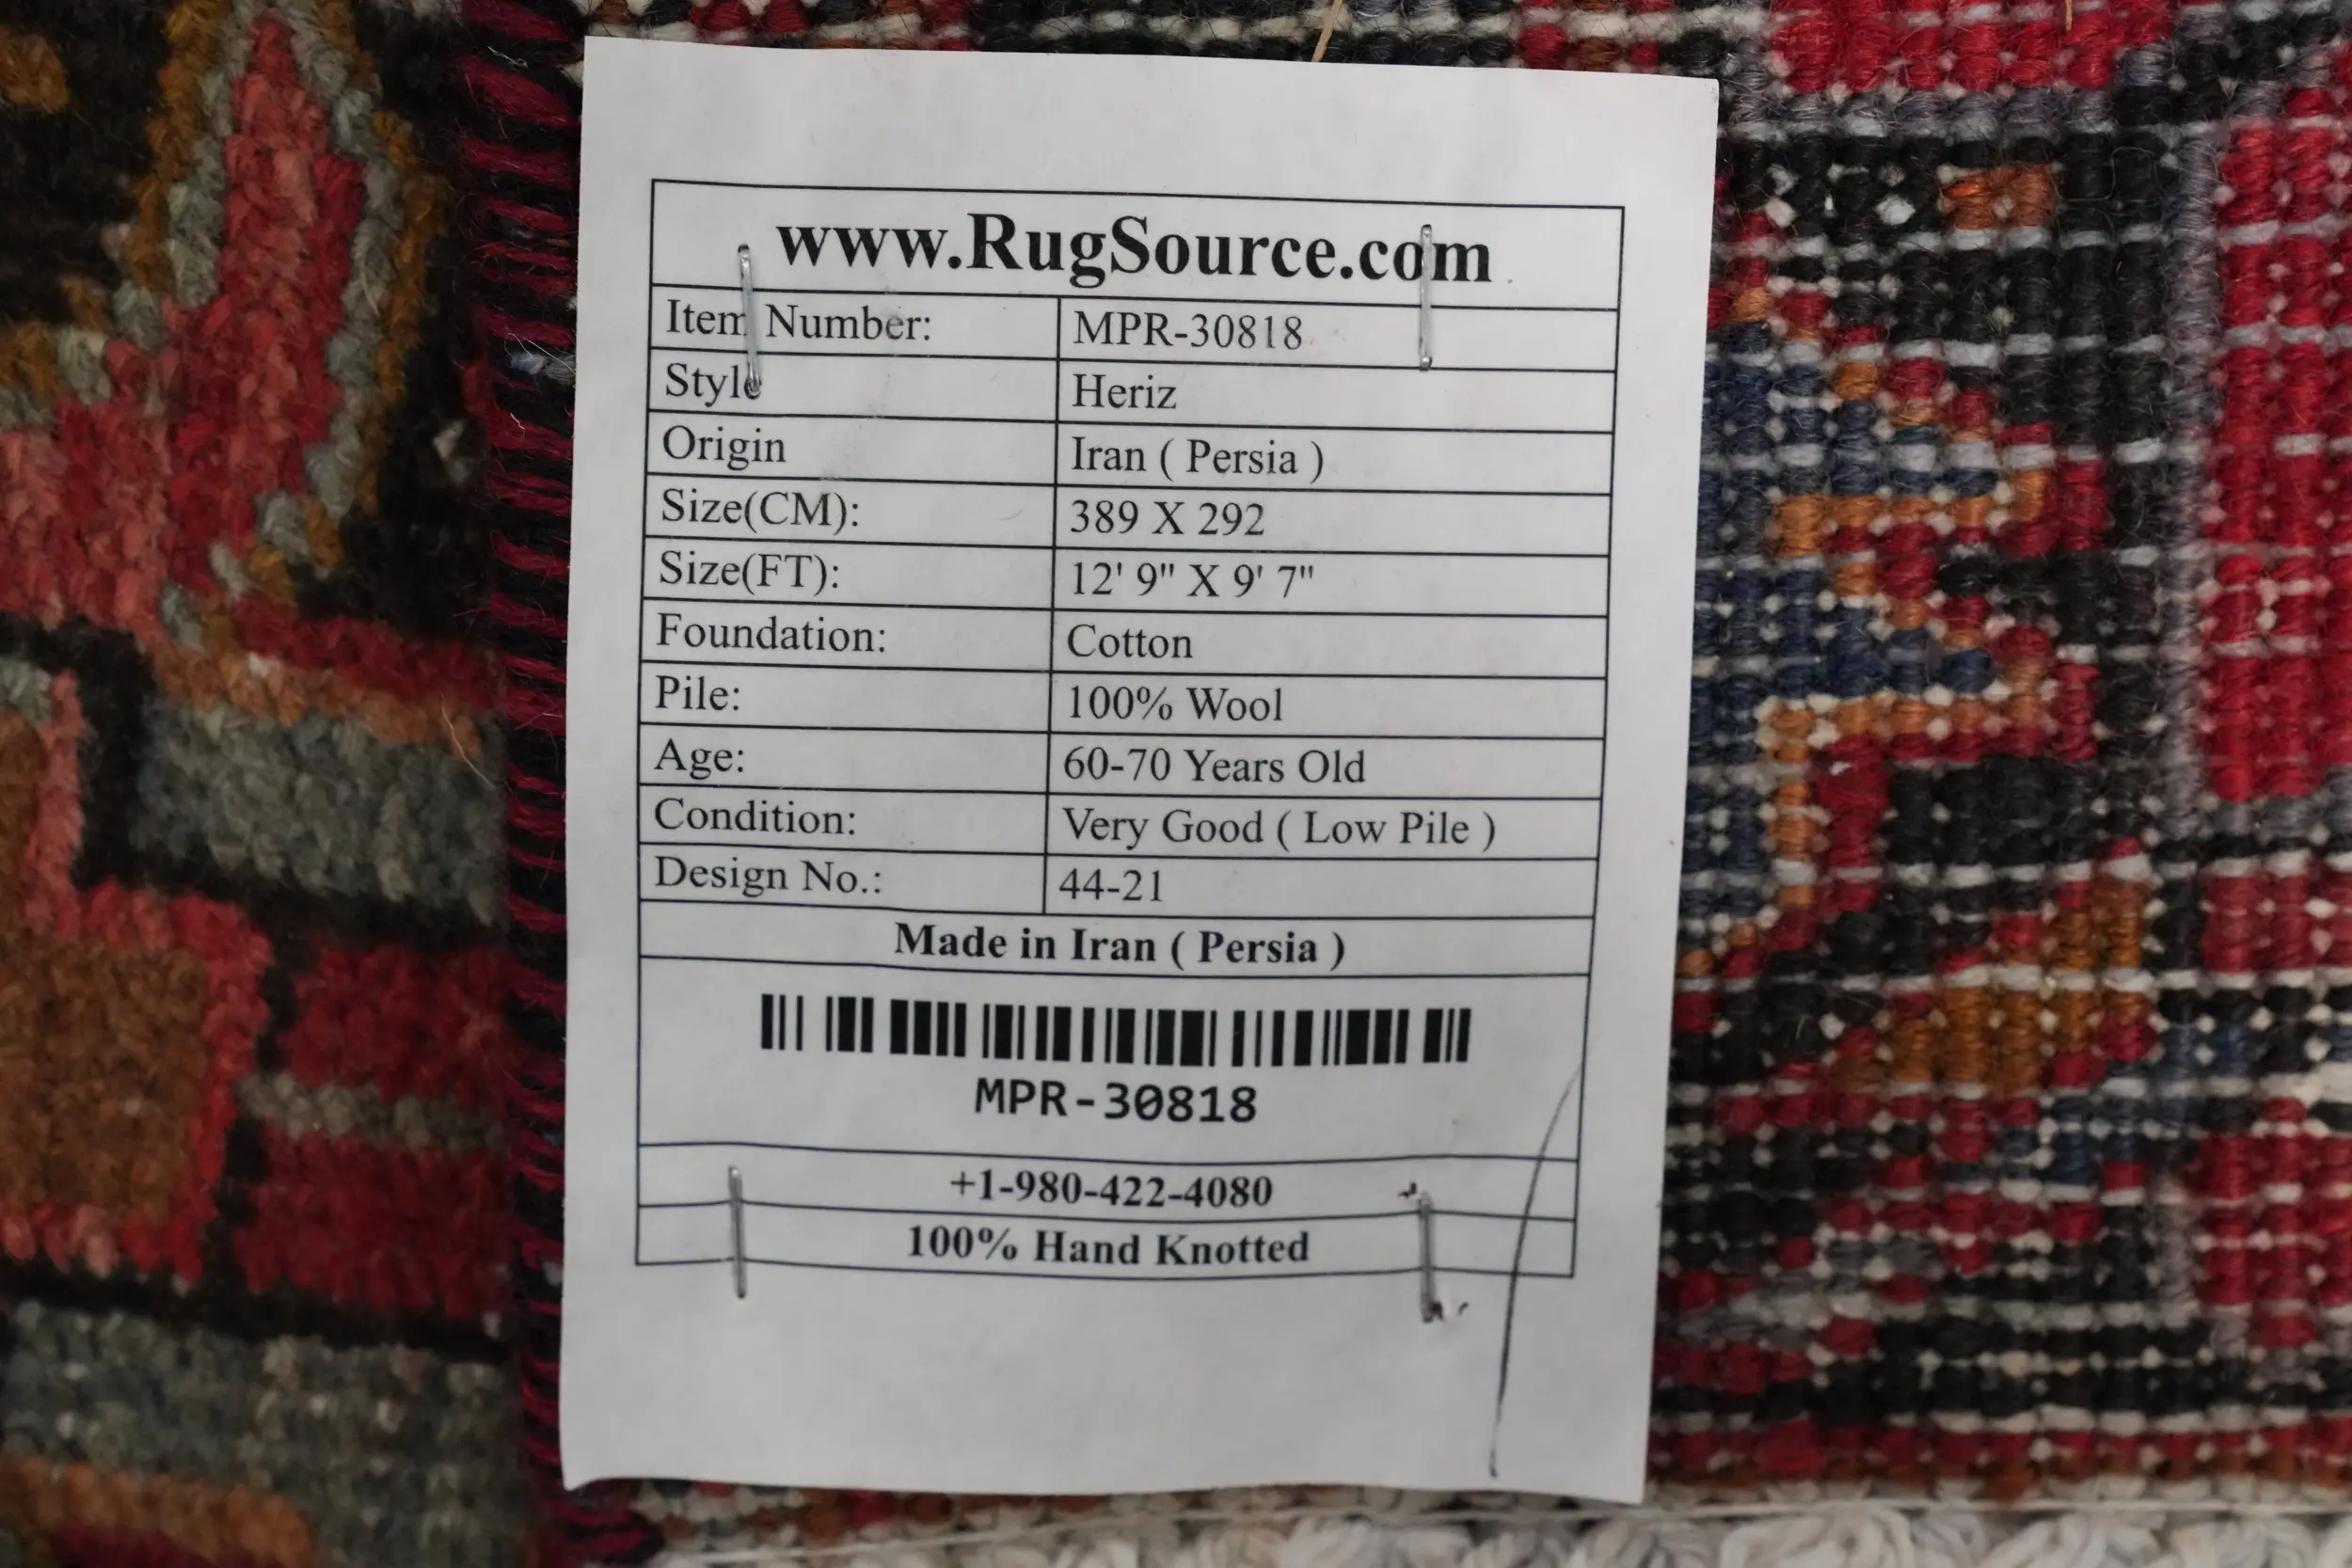 www.RugSource.com
Item Number: MPR-30818
Style Heriz
Origin Iran ( Persia )
Size(CM): 389 X 292
Size(FT): 12' 9" X 9' 7"
Foundation: Cotton
Pile: 100% Wool
Age: 60-70 Years Old
Condition: Very Good ( Low Pile )
Design No.: 44-21
Made in Iran ( Persia )
MPR-30818
+1-980-422-4080
100% Hand Knotted